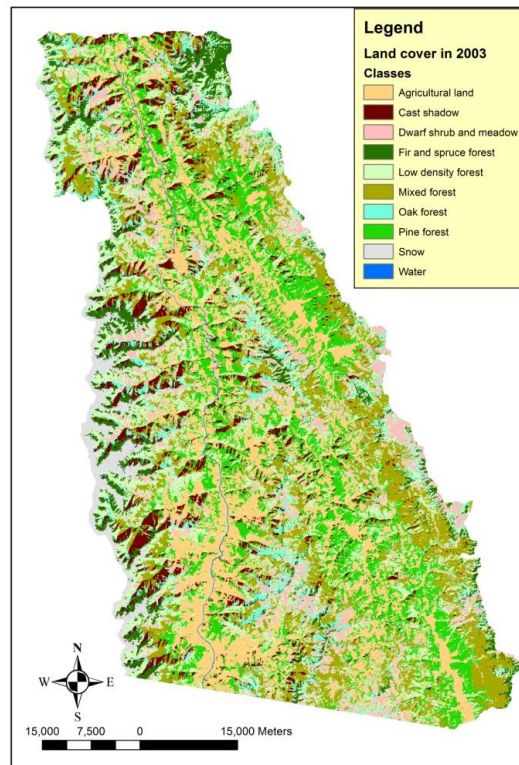 Legend
Land cover in 2003
Classes
Agricultural land
Cast shadow
Dwarf shrub and meadow
Fir and spruce forest
Low density forest
Mixed forest
Oak forest
Pine forest
Snow
Water
N
W E
S
15,000 7,500 0 15,000 Meters